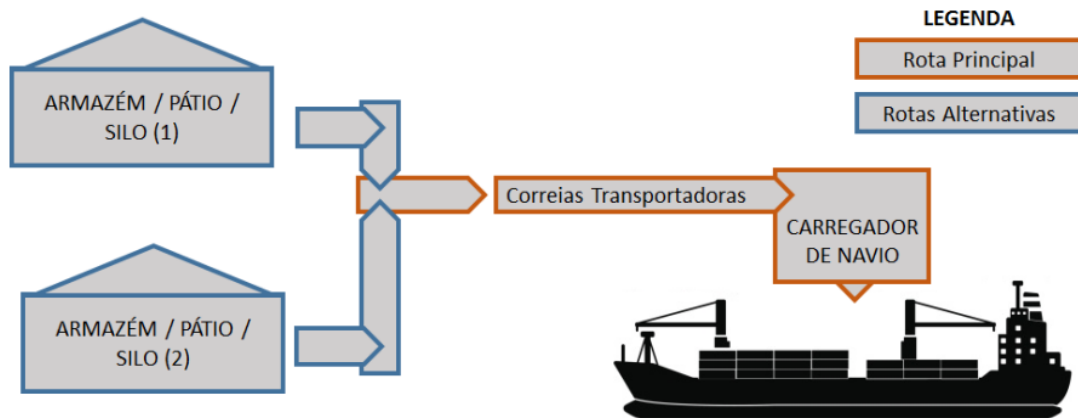 LEGENDA
Rota Principal
Rotas Alternativas
ARMAZÉM / PÁTIO /
SILO (1)
Correias Transportadoras
CARREGADOR
DE NAVIO
ARMAZÉM / PÁTIO /
SILO (2)